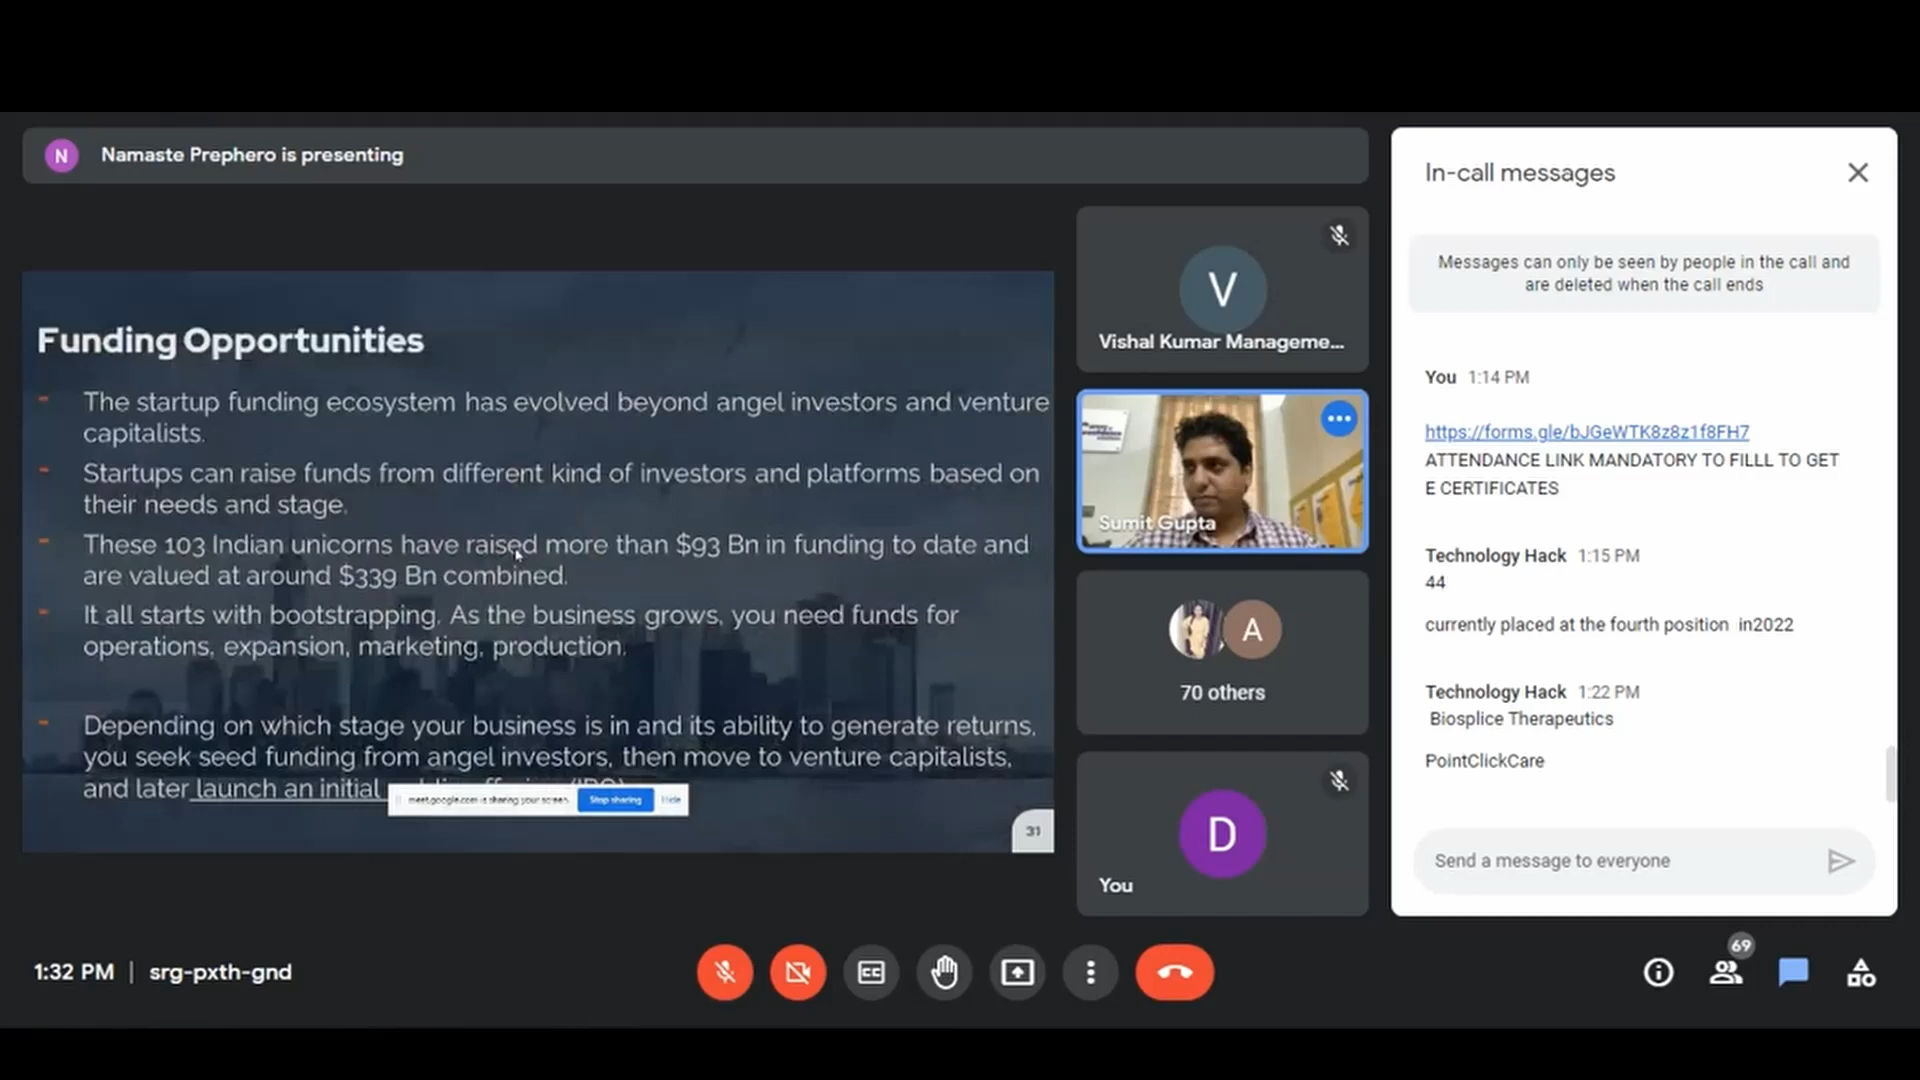 N Namaste Prephero is presenting
Funding Opportunities
- The startup funding ecosystem has evolved beyond angel investors and venture
capitalists.
- Startups can raise funds from different kind of investors and platforms based on
their needs and stage.
- These 103 Indian unicorns have raised more than $93 Bn in funding to date and
are valued at around $339 Bn combined.
- It all starts with bootstrapping. As the business grows, you need funds for
operations, expansion, marketing, production.
- Depending on which stage your business is in and its ability to generate returns,
you seek seed funding from angel investors, then move to venture capitalists,
and later launch an initial
meet.google.com is sharing your screen. Stop sharing Hide
31
V
Vishal Kumar Manageme...
Sumit Gupta
A
70 others
D
You
In-call messages
Messages can only be seen by people in the call and
are deleted when the call ends
You 1:14 PM
https://forms.gle/bJGeWTK8z8z1f8FH7
ATTENDANCE LINK MANDATORY TO FILLL TO GET
E CERTIFICATES
Technology Hack 1:15 PM
44
currently placed at the fourth position in2022
Technology Hack 1:22 PM
Biosplice Therapeutics
PointClickCare
Send a message to everyone
1:32 PM | srg-pxth-gnd
CC
69